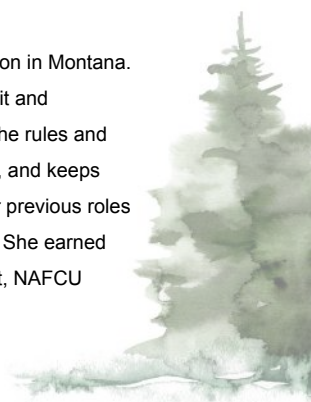 on in Montana.
it and
he rules and
, and keeps
r previous roles
She earned
t, NAFCU